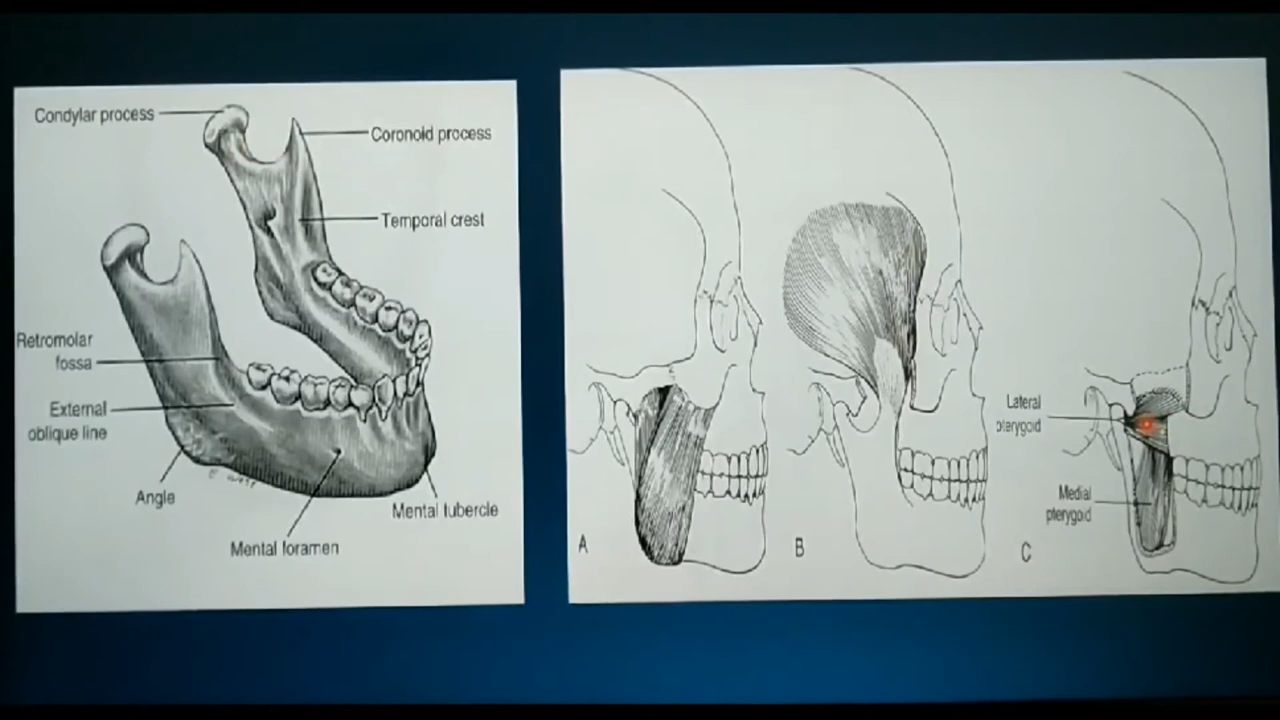 Condylar process
Coronoid process
Temporal crest
Retromolar
fossa
External
oblique line
Angle
Mental foramen
Mental tubercle
A
B
C
Lateral
pterygoid
Medial
pterygoid